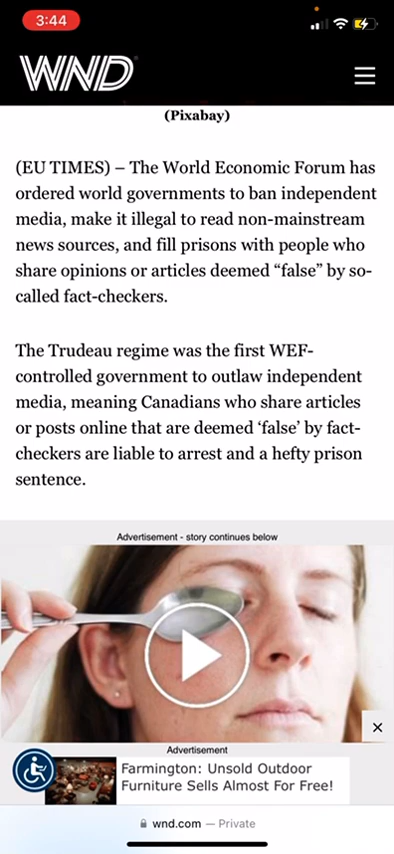 3:44
WND
(Pixabay)
(EU TIMES) – The World Economic Forum has
ordered world governments to ban independent
media, make it illegal to read non-mainstream
news sources, and fill prisons with people who
share opinions or articles deemed “false” by so-
called fact-checkers.
The Trudeau regime was the first WEF-
controlled government to outlaw independent
media, meaning Canadians who share articles
or posts online that are deemed ‘false’ by fact-
checkers are liable to arrest and a hefty prison
sentence.
Advertisement - story continues below
Advertisement
Farmington: Unsold Outdoor
Furniture Sells Almost For Free!
wnd.com — Private